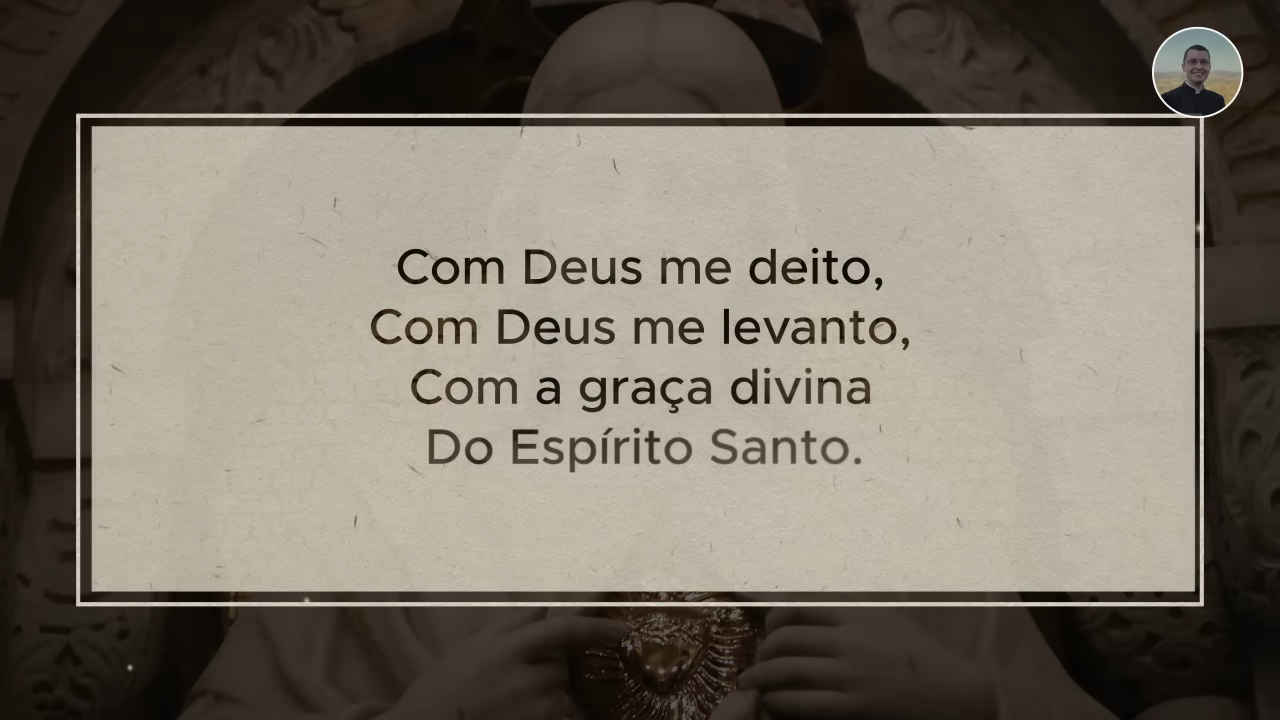 Com Deus me deito,
Com Deus me levanto,
Com a graça divina
Do Espírito Santo.